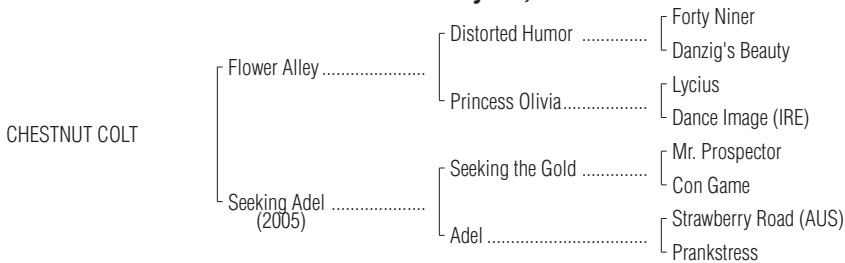 Forty Niner
Distorted Humor ..............
Danzig's Beauty
Flower Alley......................
Lycius
Princess Olivia..................
Dance Image (IRE)
CHESTNUT COLT
Mr. Prospector
Seeking the Gold ..............
Con Game
Seeking Adel ....................
(2005)
Strawberry Road (AUS)
Adel ..................................
Prankstress